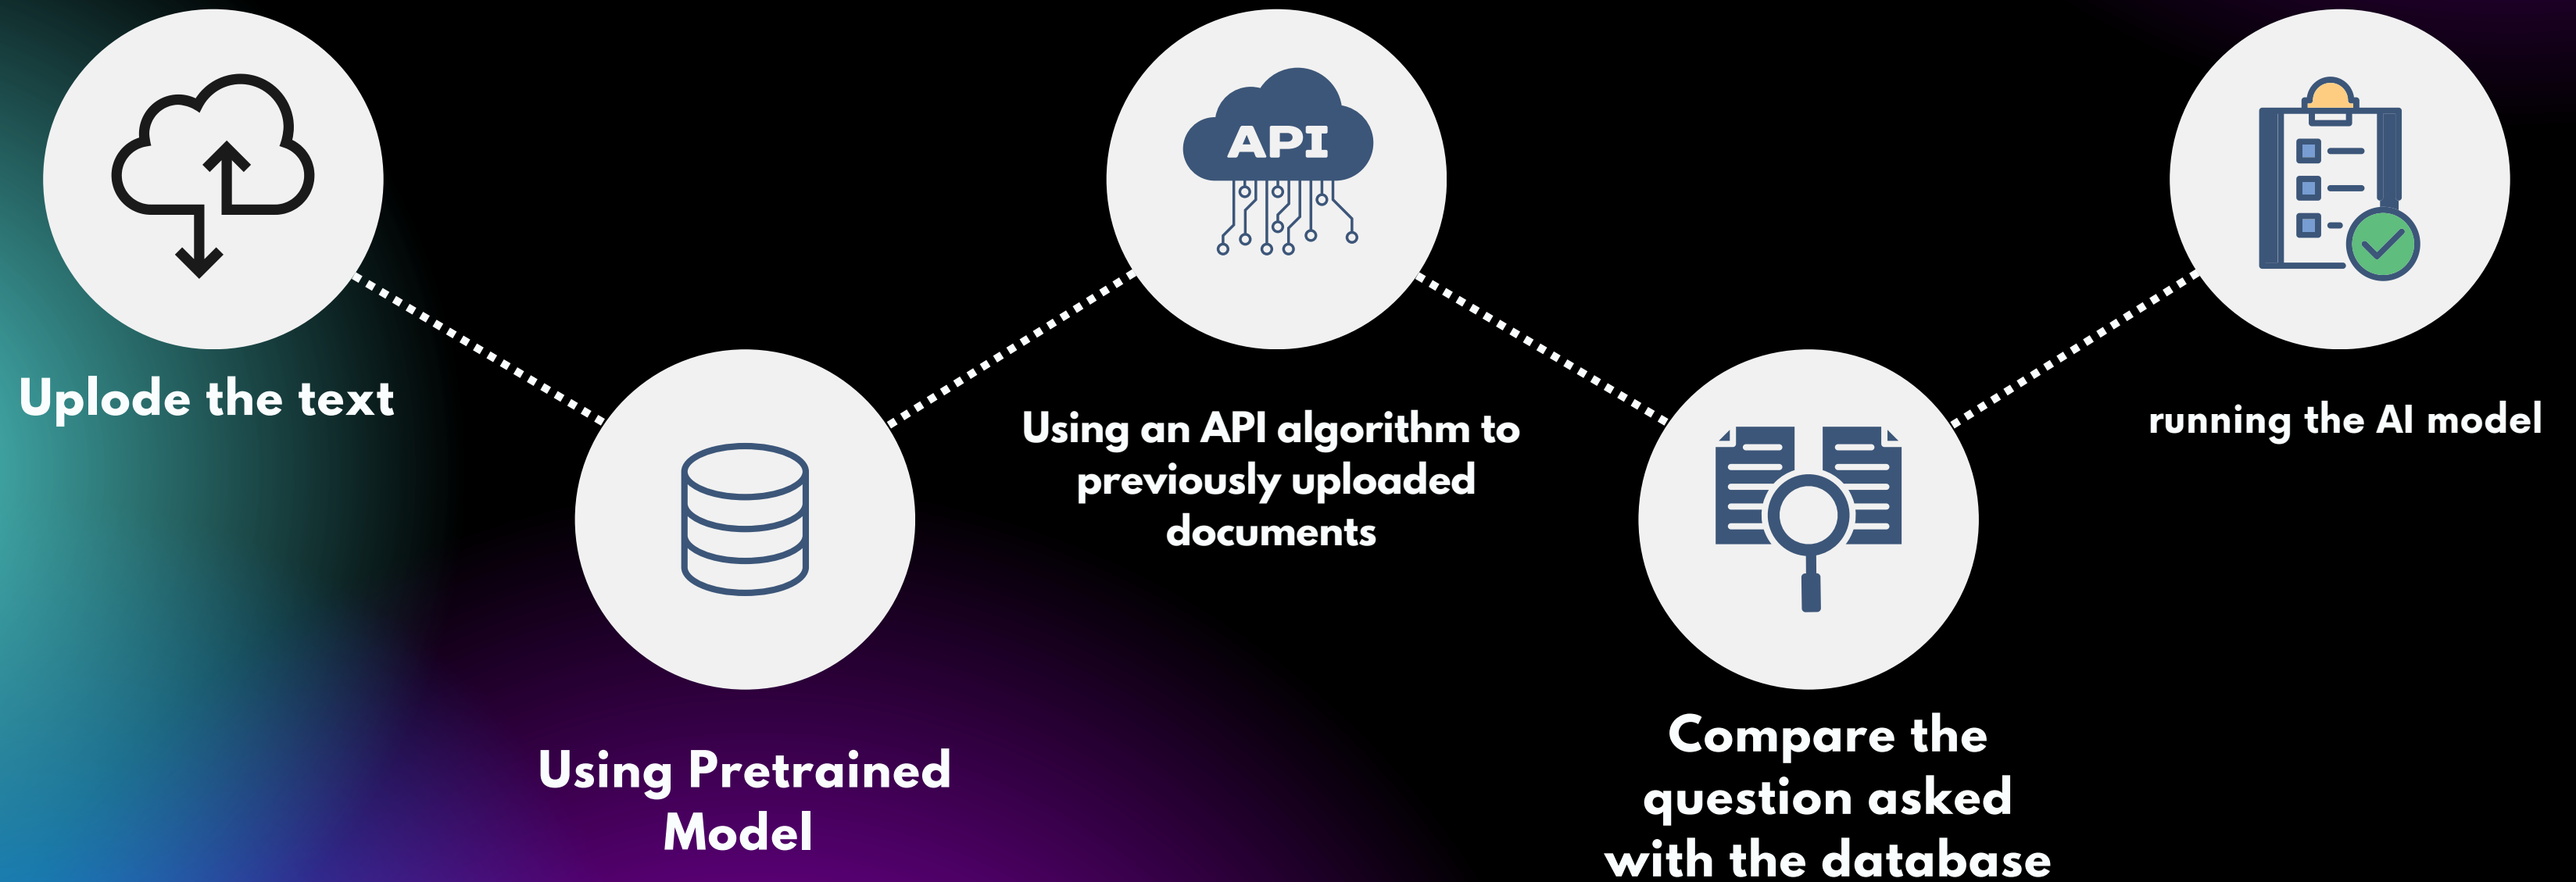 Uplode the text
Using Pretrained
Model
API
Using an API algorithm to
previously uploaded
documents
Compare the
question asked
with the database
running the AI model